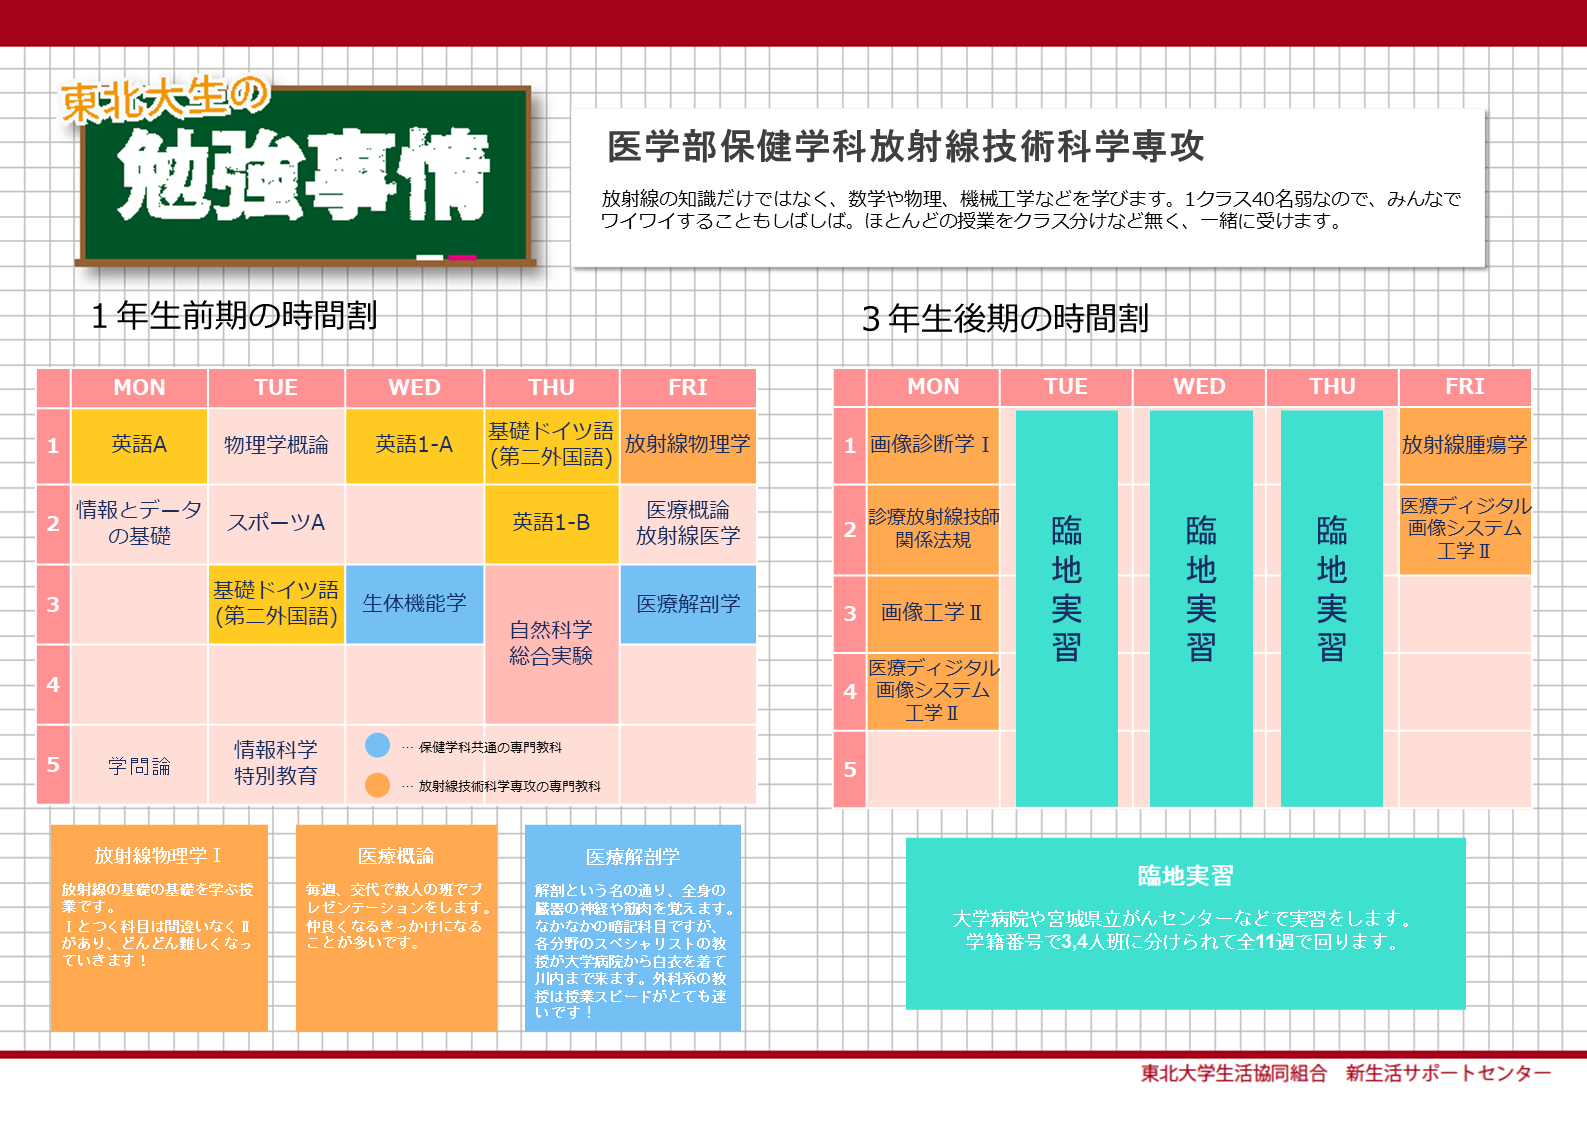 東北大生の
勉強事情
医学部保健学科放射線技術科学専攻
放射線の知識だけではなく、数学や物理、機械工学などを学びます。1クラス40名弱なので、みんなで
ワイワイすることもしばしば。ほとんどの授業をクラス分けなど無く、一緒に受けます。
１年生前期の時間割
MON TUE WED THU FRI
1 英語A 物理学概論 英語1-A 基礎ドイツ語 放射線物理学
(第二外国語)
2 情報とデータ スポーツA 英語1-B 医療概論
の基礎 放射線医学
3 基礎ドイツ語 生体機能学 医療解剖学
(第二外国語)
自然科学
総合実験
4
5 学問論 情報科学
特別教育
… 保健学科共通の専門教科
… 放射線技術科学専攻の専門教科
放射線物理学Ⅰ
放射線の基礎の基礎を学ぶ授
業です。
Ⅰとつく科目は間違いなくⅡ
があり、どんどん難しくなっ
ていきます！
医療概論
毎週、交代で数人の班でプ
レゼンテーションをします。
仲良くなるきっかけになる
ことが多いです。
医療解剖学
解剖という名の通り、全身の
臓器の神経や筋肉を覚えます。
なかなかの暗記科目ですが、
各分野のスペシャリストの教
授が大学病院から白衣を着て
川内まで来ます。外科系の教
授は授業スピードがとても速
いです！
３年生後期の時間割
MON TUE WED THU FRI
1 画像診断学Ⅰ 放射線腫瘍学
2 診療放射線技師 医療ディジタル
関係法規 画像システム
工学Ⅱ
3 画像工学Ⅱ
4 医療ディジタル
画像システム
工学Ⅱ
5
臨地実習
臨地実習
臨地実習
臨地実習
大学病院や宮城県立がんセンターなどで実習をします。
学籍番号で3,4人班に分けられて全11週で回ります。
東北大学生活協同組合　新生活サポートセンター